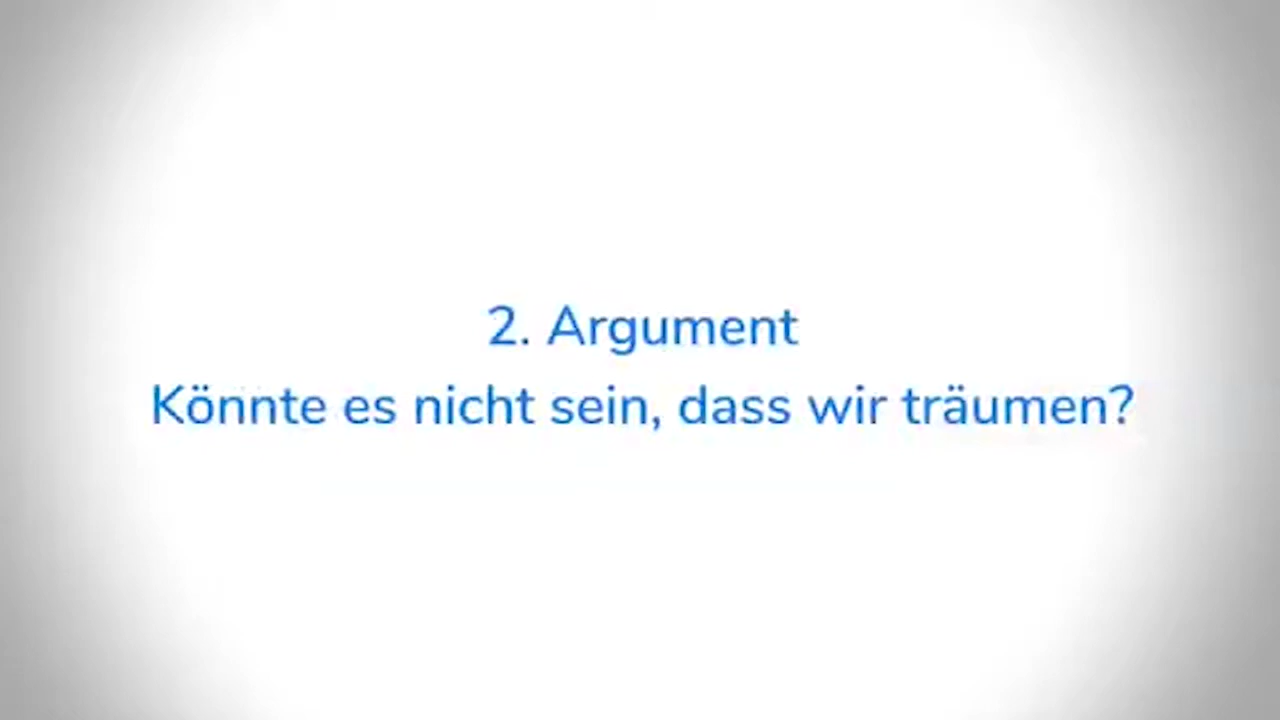 2. Argument
Könnte es nicht sein, dass wir träumen?